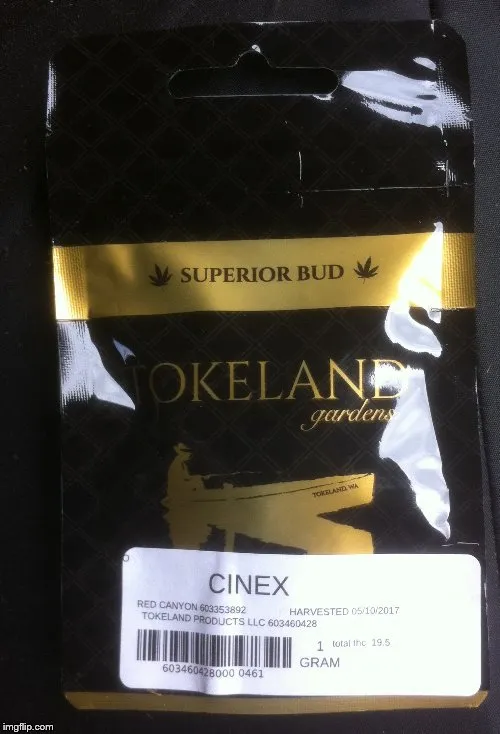 SUPERIOR BUD
TOKELAND
gardens
TOKELAND, WA
CINEX
RED CANYON 603353892 HARVESTED 05/10/2017
TOKELAND PRODUCTS LLC 603460428
1 total thc 19.5
GRAM
603460428000 0461
imgflip.com